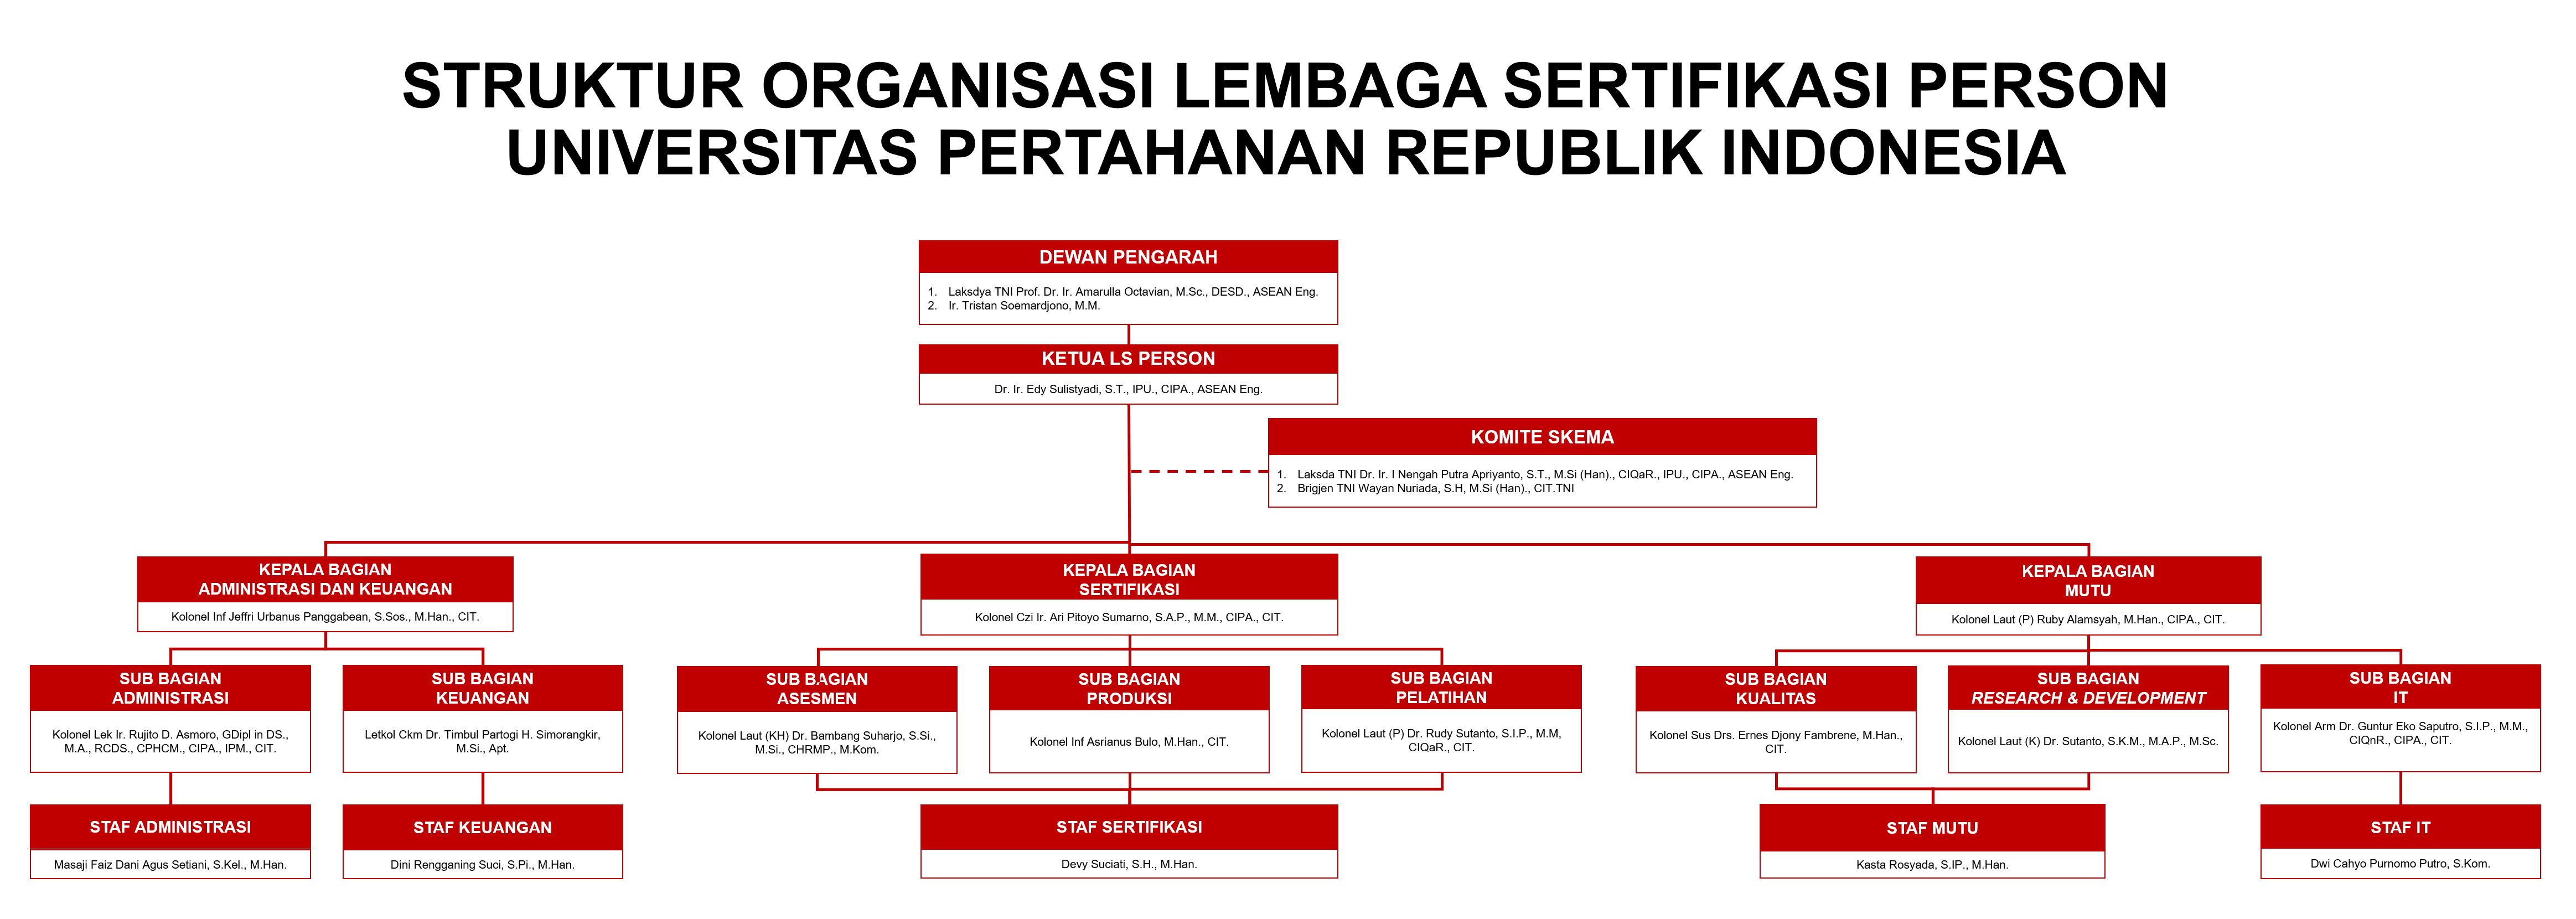 STRUKTUR ORGANISASI LEMBAGA SERTIFIKASI PERSON
UNIVERSITAS PERTAHANAN REPUBLIK INDONESIA
DEWAN PENGARAH
1. Laksdya TNI Prof. Dr. Ir. Amarulla Octavian, M.Sc., DESD., ASEAN Eng.
2. Ir. Tristan Soemardjono, M.M.
KETUA LS PERSON
Dr. Ir. Edy Sulistyadi, S.T., IPU., CIPA., ASEAN Eng.
KOMITE SKEMA
1. Laksda TNI Dr. Ir. I Nengah Putra Apriyanto, S.T., M.Si (Han)., CIQaR., IPU., CIPA., ASEAN Eng.
2. Brigjen TNI Wayan Nuriada, S.H, M.Si (Han)., CIT.TNI
KEPALA BAGIAN
ADMINISTRASI DAN KEUANGAN
Kolonel Inf Jeffri Urbanus Panggabean, S.Sos., M.Han., CIT.
KEPALA BAGIAN
SERTIFIKASI
Kolonel Czi Ir. Ari Pitoyo Sumarno, S.A.P., M.M., CIPA., CIT.
KEPALA BAGIAN
MUTU
Kolonel Laut (P) Ruby Alamsyah, M.Han., CIPA., CIT.
SUB BAGIAN
ADMINISTRASI
Kolonel Lek Ir. Rujito D. Asmoro, GDipl in DS.,
M.A., RCDS., CPHCM., CIPA., IPM., CIT.
SUB BAGIAN
KEUANGAN
Letkol Ckm Dr. Timbul Partogi H. Simorangkir,
M.Si., Apt.
SUB BAGIAN
ASESMEN
Kolonel Laut (KH) Dr. Bambang Suharjo, S.Si.,
M.Si., CHRMP., M.Kom.
SUB BAGIAN
PRODUKSI
Kolonel Inf Asrianus Bulo, M.Han., CIT.
SUB BAGIAN
PELATIHAN
Kolonel Laut (P) Dr. Rudy Sutanto, S.I.P., M.M,
CIQaR., CIT.
SUB BAGIAN
KUALITAS
Kolonel Sus Drs. Ernes Djony Fambrene, M.Han.,
CIT.
SUB BAGIAN
RESEARCH & DEVELOPMENT
Kolonel Laut (K) Dr. Sutanto, S.K.M., M.A.P., M.Sc.
SUB BAGIAN
IT
Kolonel Arm Dr. Guntur Eko Saputro, S.I.P., M.M.,
CIQnR., CIPA., CIT.
STAF ADMINISTRASI
Masaji Faiz Dani Agus Setiani, S.Kel., M.Han.
STAF KEUANGAN
Dini Rengganing Suci, S.Pi., M.Han.
STAF SERTIFIKASI
Devy Suciati, S.H., M.Han.
STAF MUTU
Kasta Rosyada, S.IP., M.Han.
STAF IT
Dwi Cahyo Purnomo Putro, S.Kom.